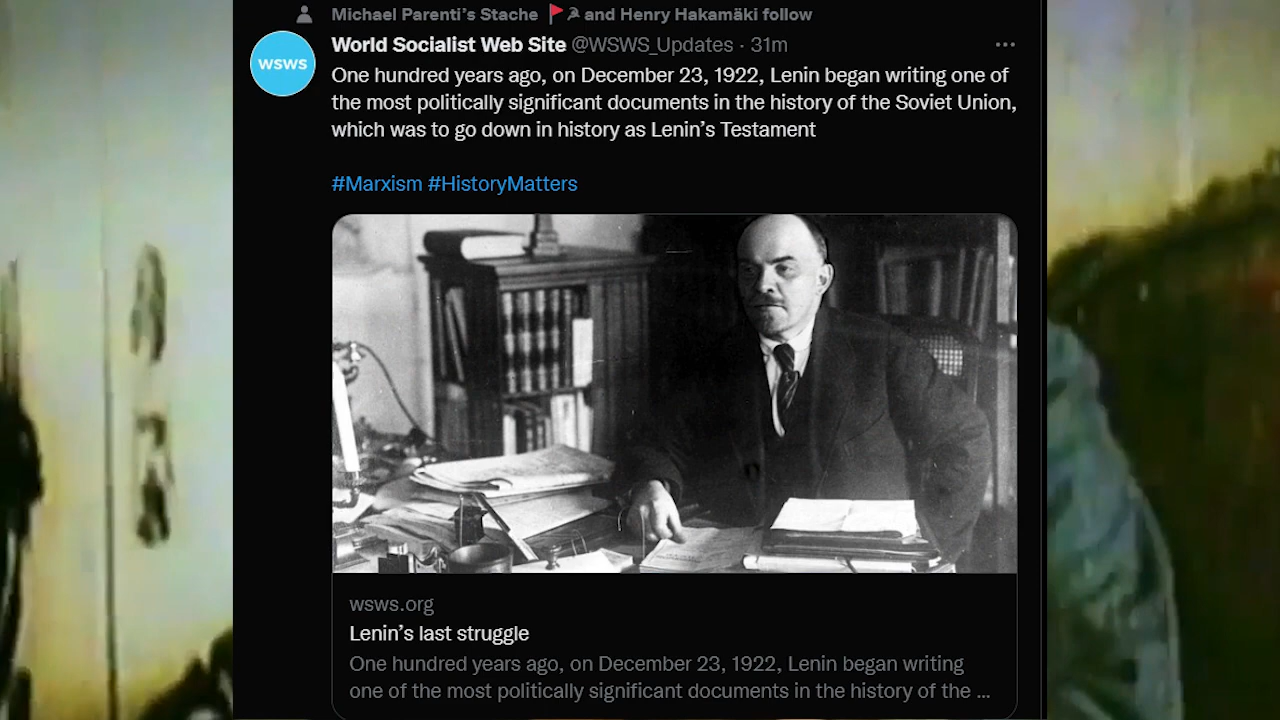 Michael Parenti’s Stache 🚩☭ and Henry Hakamäki follow
World Socialist Web Site @WSWS_Updates · 31m
wsws
One hundred years ago, on December 23, 1922, Lenin began writing one of
the most politically significant documents in the history of the Soviet Union,
which was to go down in history as Lenin’s Testament
#Marxism #HistoryMatters
wsws.org
Lenin’s last struggle
One hundred years ago, on December 23, 1922, Lenin began writing
one of the most politically significant documents in the history of the ...